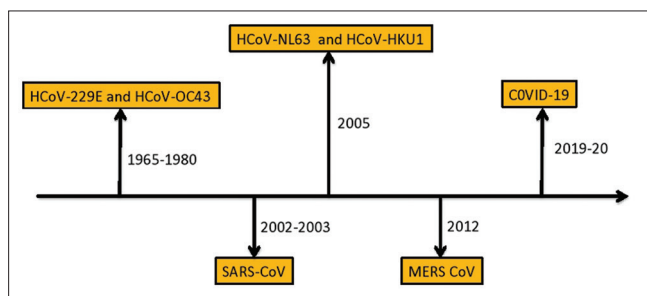 HCoV-NL63 and HCoV-HKU1
HCoV-229E and HCoV-OC43
C0VID-19
2005
1965-1980
2019-20
2002-2003
2012
SARS-CoV
MERS CoV